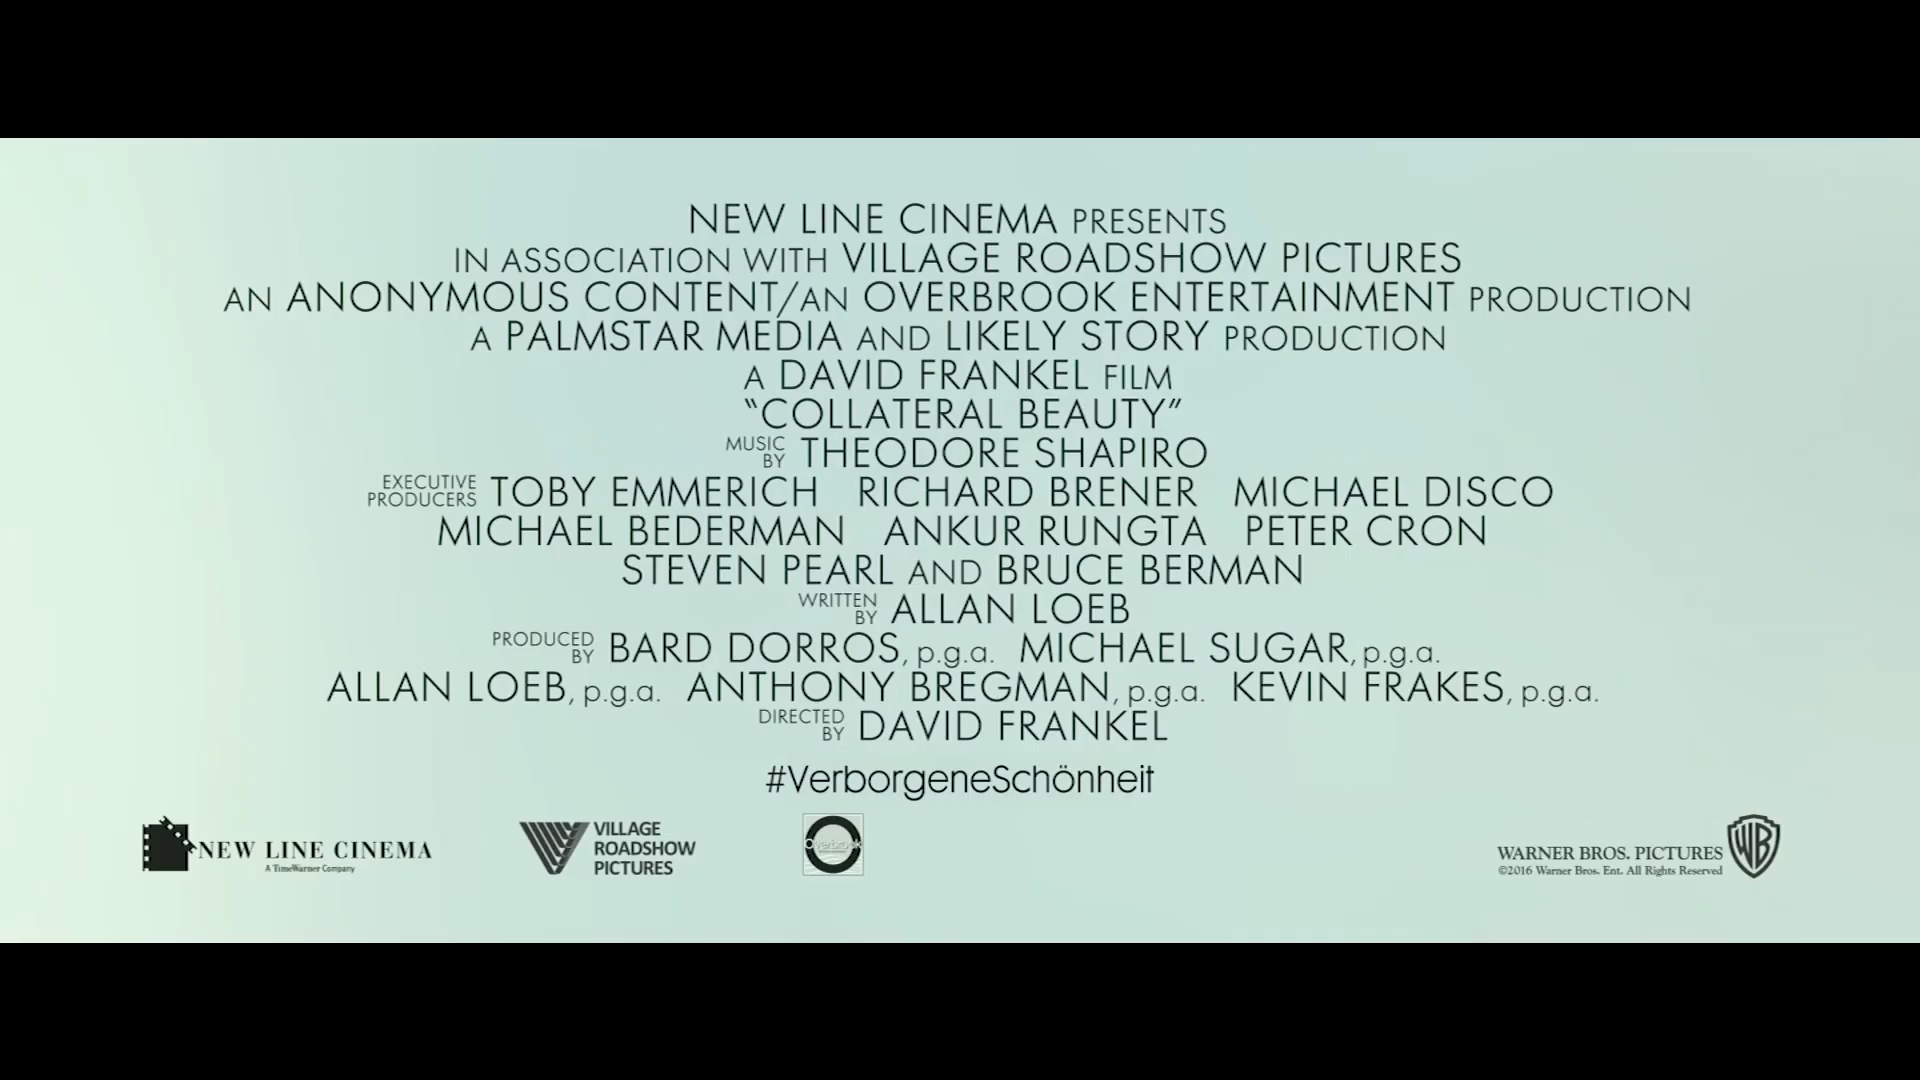 NEW LINE CINEMA PRESENTS
IN ASSOCIATION WITH VILLAGE ROADSHOW PICTURES
AN ANONYMOUS CONTENT/AN OVERBROOK ENTERTAINMENT PRODUCTION
A PALMSTAR MEDIA AND LIKELY STORY PRODUCTION
A DAVID FRANKEL FILM
“COLLATERAL BEAUTY”
MUSIC BY THEODORE SHAPIRO
EXECUTIVE PRODUCERS TOBY EMMERICH RICHARD BRENER MICHAEL DISCO
MICHAEL BEDERMAN ANKUR RUNGTA PETER CRON
STEVEN PEARL AND BRUCE BERMAN
WRITTEN BY ALLAN LOEB
PRODUCED BY BARD DORROS, p.g.a. MICHAEL SUGAR, p.g.a.
ALLAN LOEB, p.g.a. ANTHONY BREGMAN, p.g.a. KEVIN FRAKES, p.g.a.
DIRECTED BY DAVID FRANKEL
#VerborgeneSchönheit
NEW LINE CINEMA
A TimeWarner Company
VILLAGE
ROADSHOW
PICTURES
Overbrook
WARNER BROS. PICTURES
©2016 Warner Bros. Ent. All Rights Reserved
WB